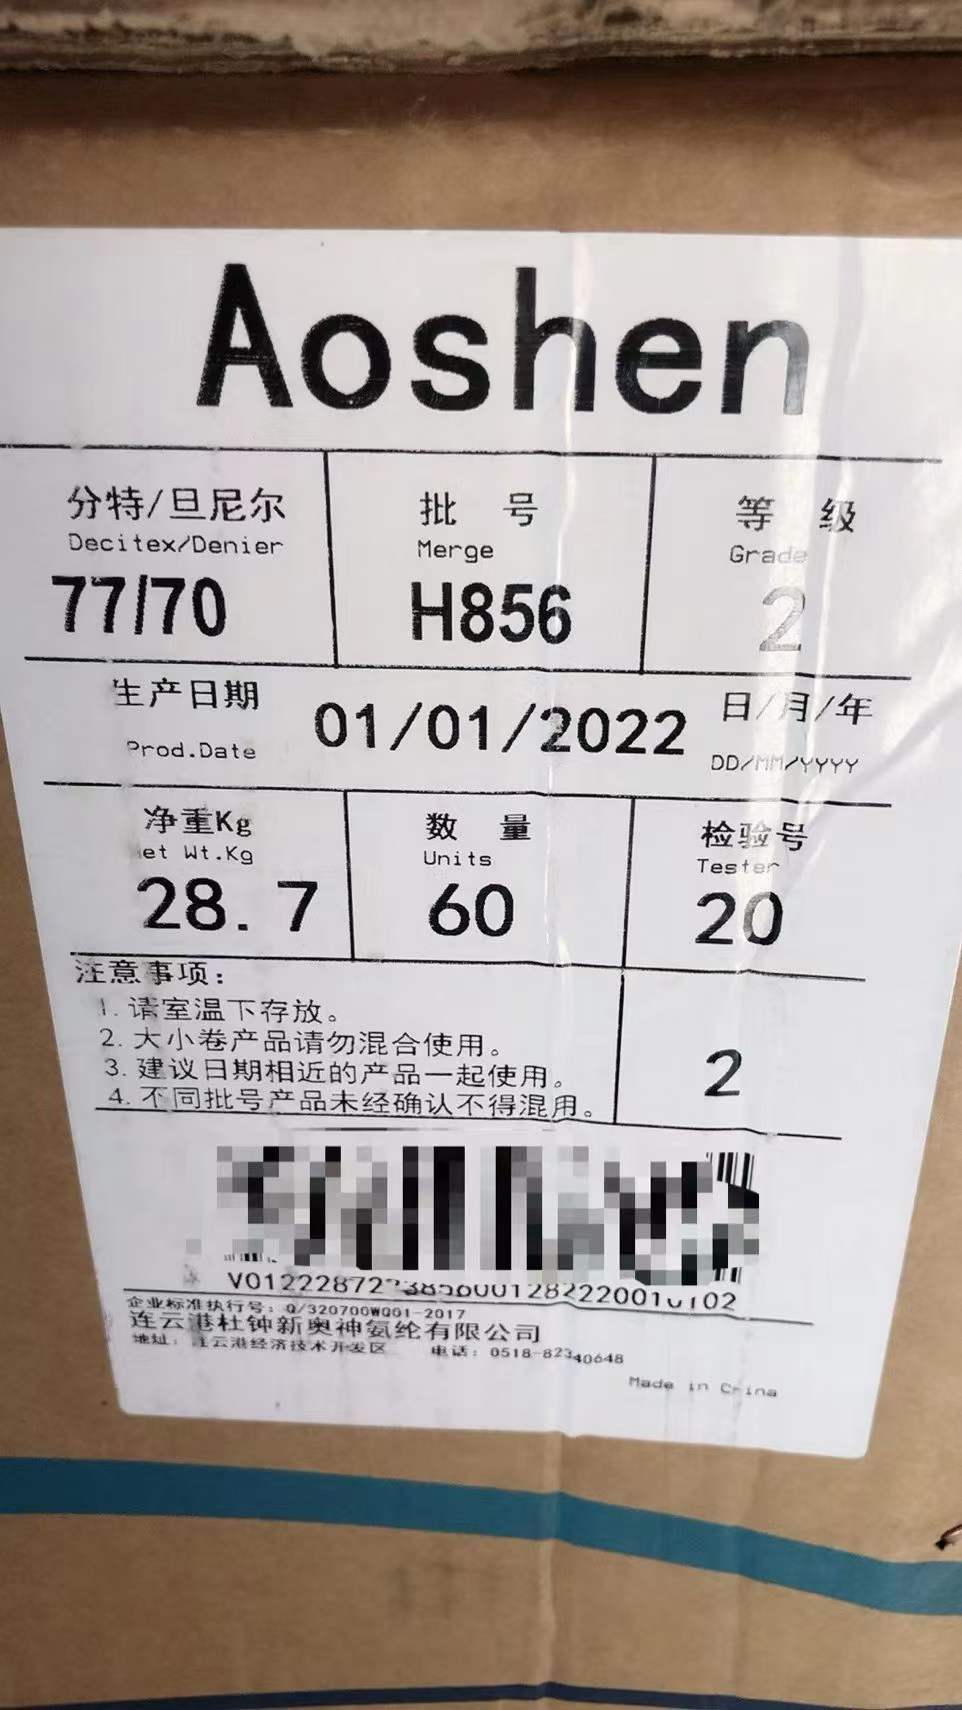 Aoshen
分特/旦尼尔 批 号 等 级
Decitex/Denier Merge Grade
77/70 H856 2
生产日期 01/01/2022 日/月/年
Prod.Date DD/MM/YYYY
净重Kg 数 量 检验号
et Wt.Kg Units Tester
28.7 60 20
注意事项:
1. 请室温下存放。
2. 大小卷产品请勿混合使用。
3. 建议日期相近的产品一起使用。
4. 不同批号产品未经确认不得混用。
2
企业标准执行号: Q/320700WQ01-2017
连云港杜钟新奥神氨纶有限公司
地址: 连云港经济技术开发区 电话: 0518-82340648
Made in China